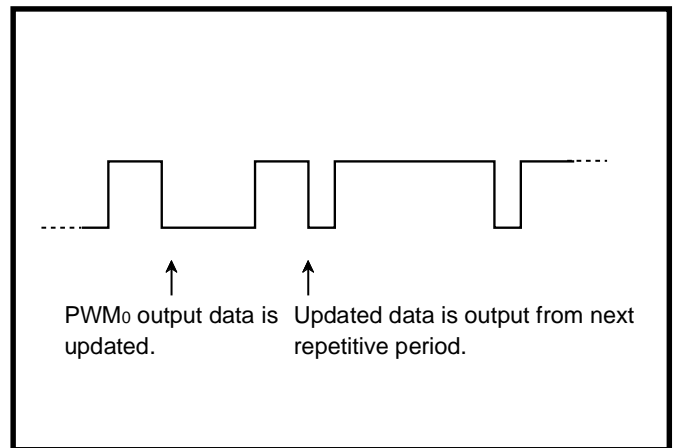 PWM0 output data is updated.
Updated data is output from next repetitive period.